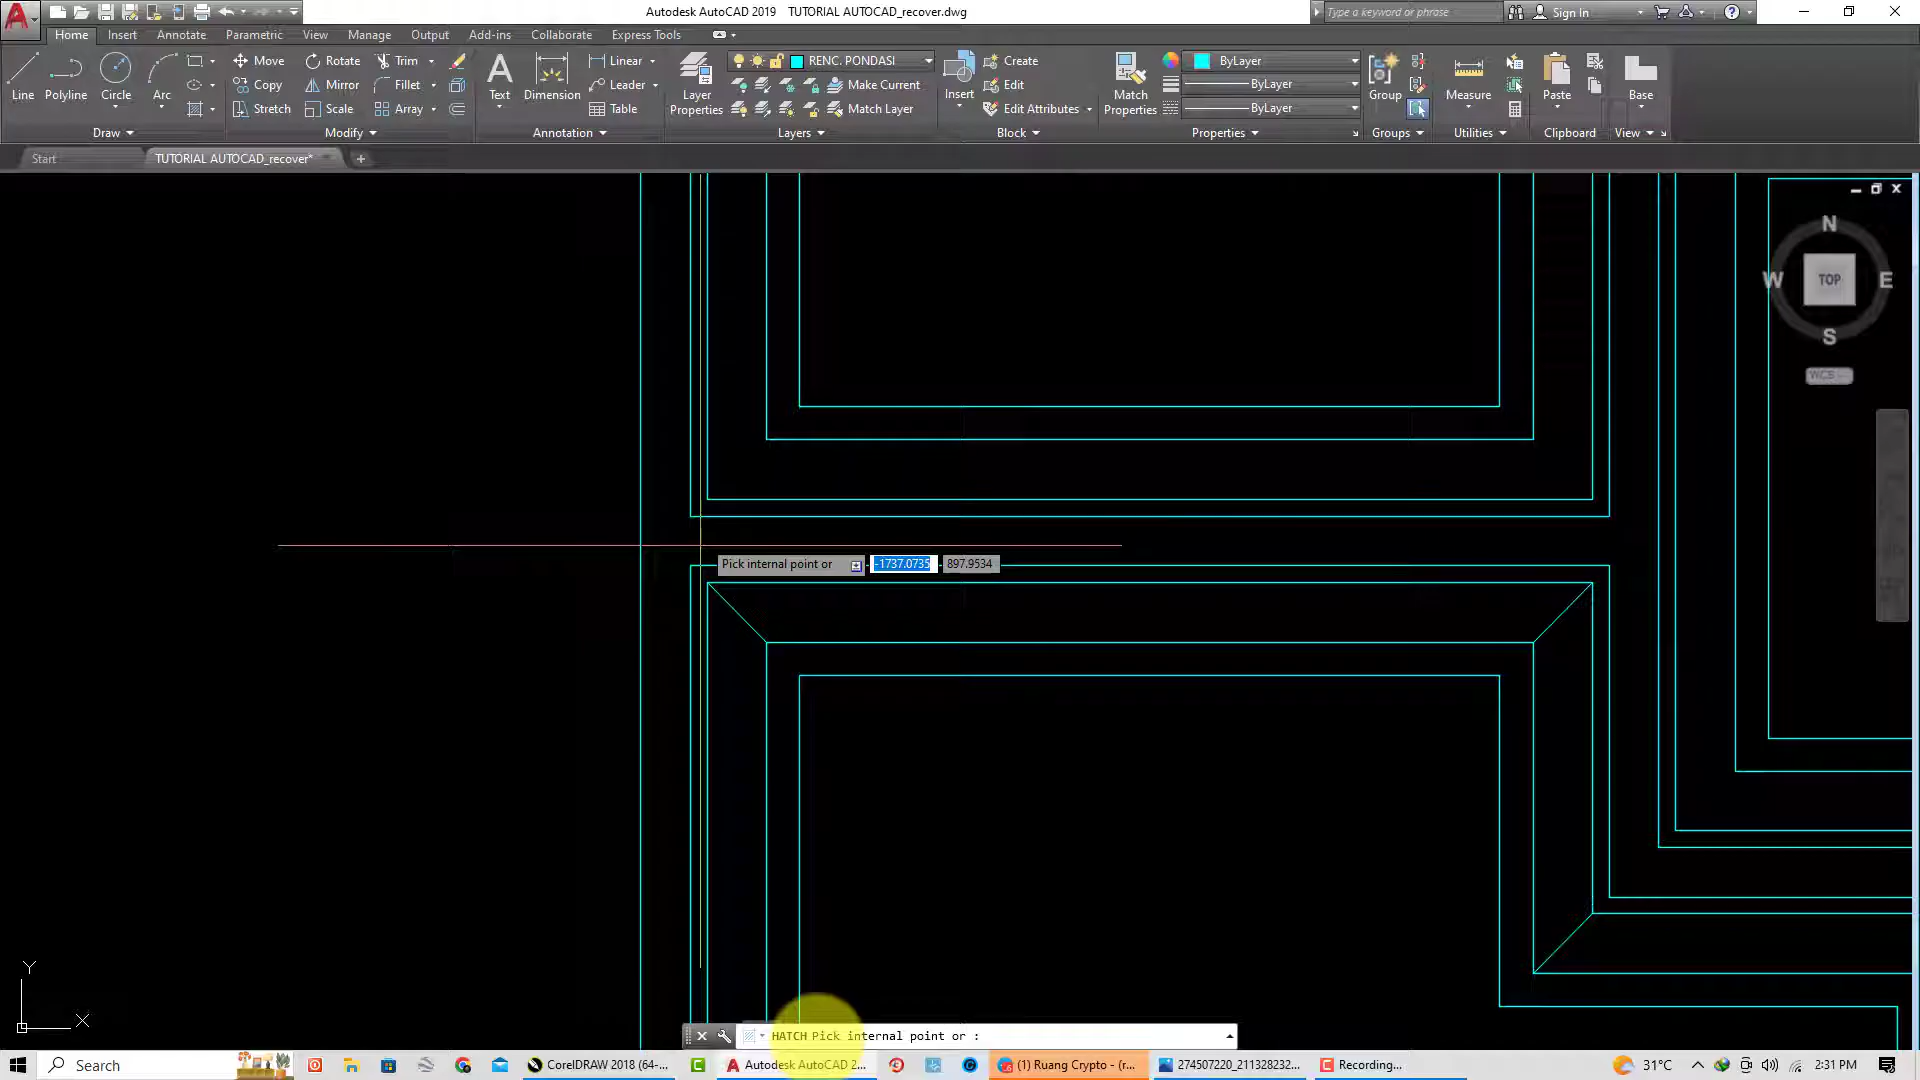 Autodesk AutoCAD 2019 TUTORIAL AUTOCAD_recover.dwg
Type a keyword or phrase
Sign In
Home Insert Annotate Parametric View Manage Output Add-ins Collaborate Express Tools
Line Polyline Circle Arc
Move Rotate Trim
Copy Mirror Fillet
Stretch Scale Array
Text Dimension
Linear
Leader
Table
Layer Properties
RENC. PONDASI
Make Current
Match Layer
Insert
Create
Edit
Edit Attributes
Match Properties
ByLayer
ByLayer
ByLayer
Group
Measure
Paste
Base
Draw Modify Annotation Layers Block Properties Groups Utilities Clipboard View
Start TUTORIAL AUTOCAD_recover*
N
W TOP E
S
WCS
Pick internal point or -1737.0735 897.9534
Y
X
HATCH Pick internal point or :
Search
CorelDRAW 2018 (64-...
Autodesk AutoCAD 2...
(1) Ruang Crypto - (r...
274507220_211328232...
Recording...
31°C
2:31 PM